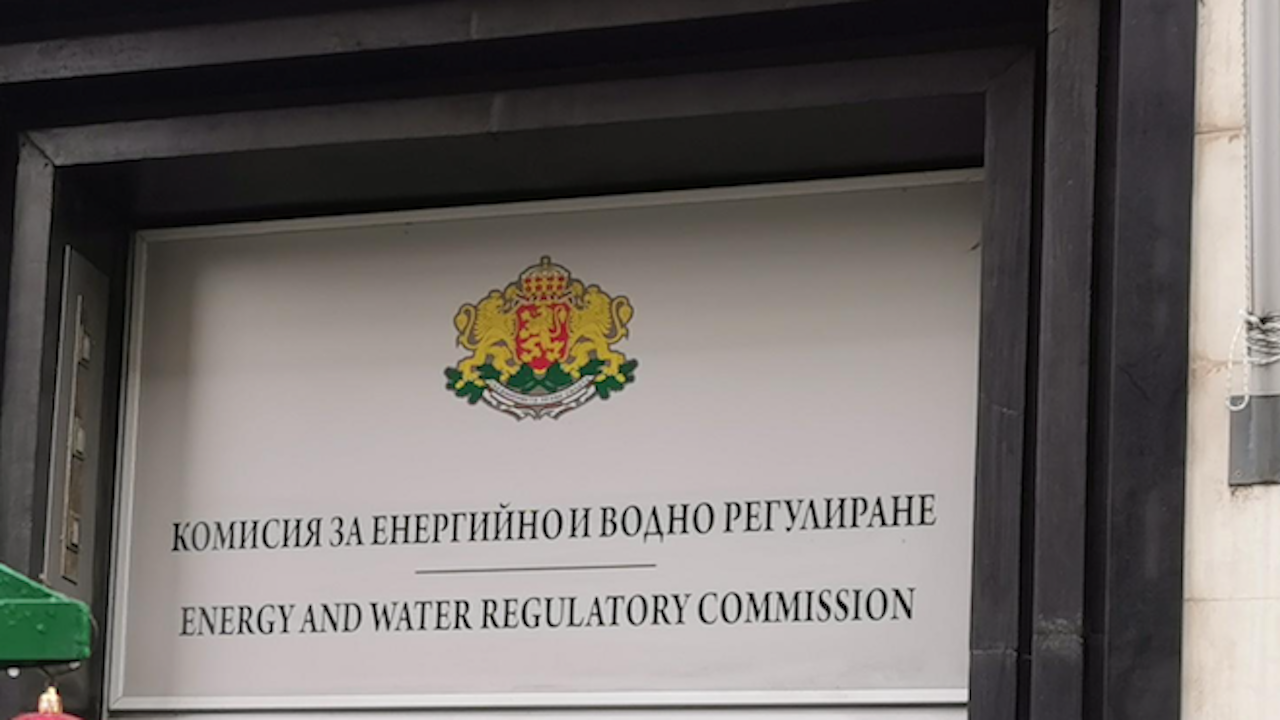 КОМИСИЯ ЗА ЕНЕРГИЙНО И ВОДНО РЕГУЛИРАНЕ
ENERGY AND WATER REGULATORY COMMISSION